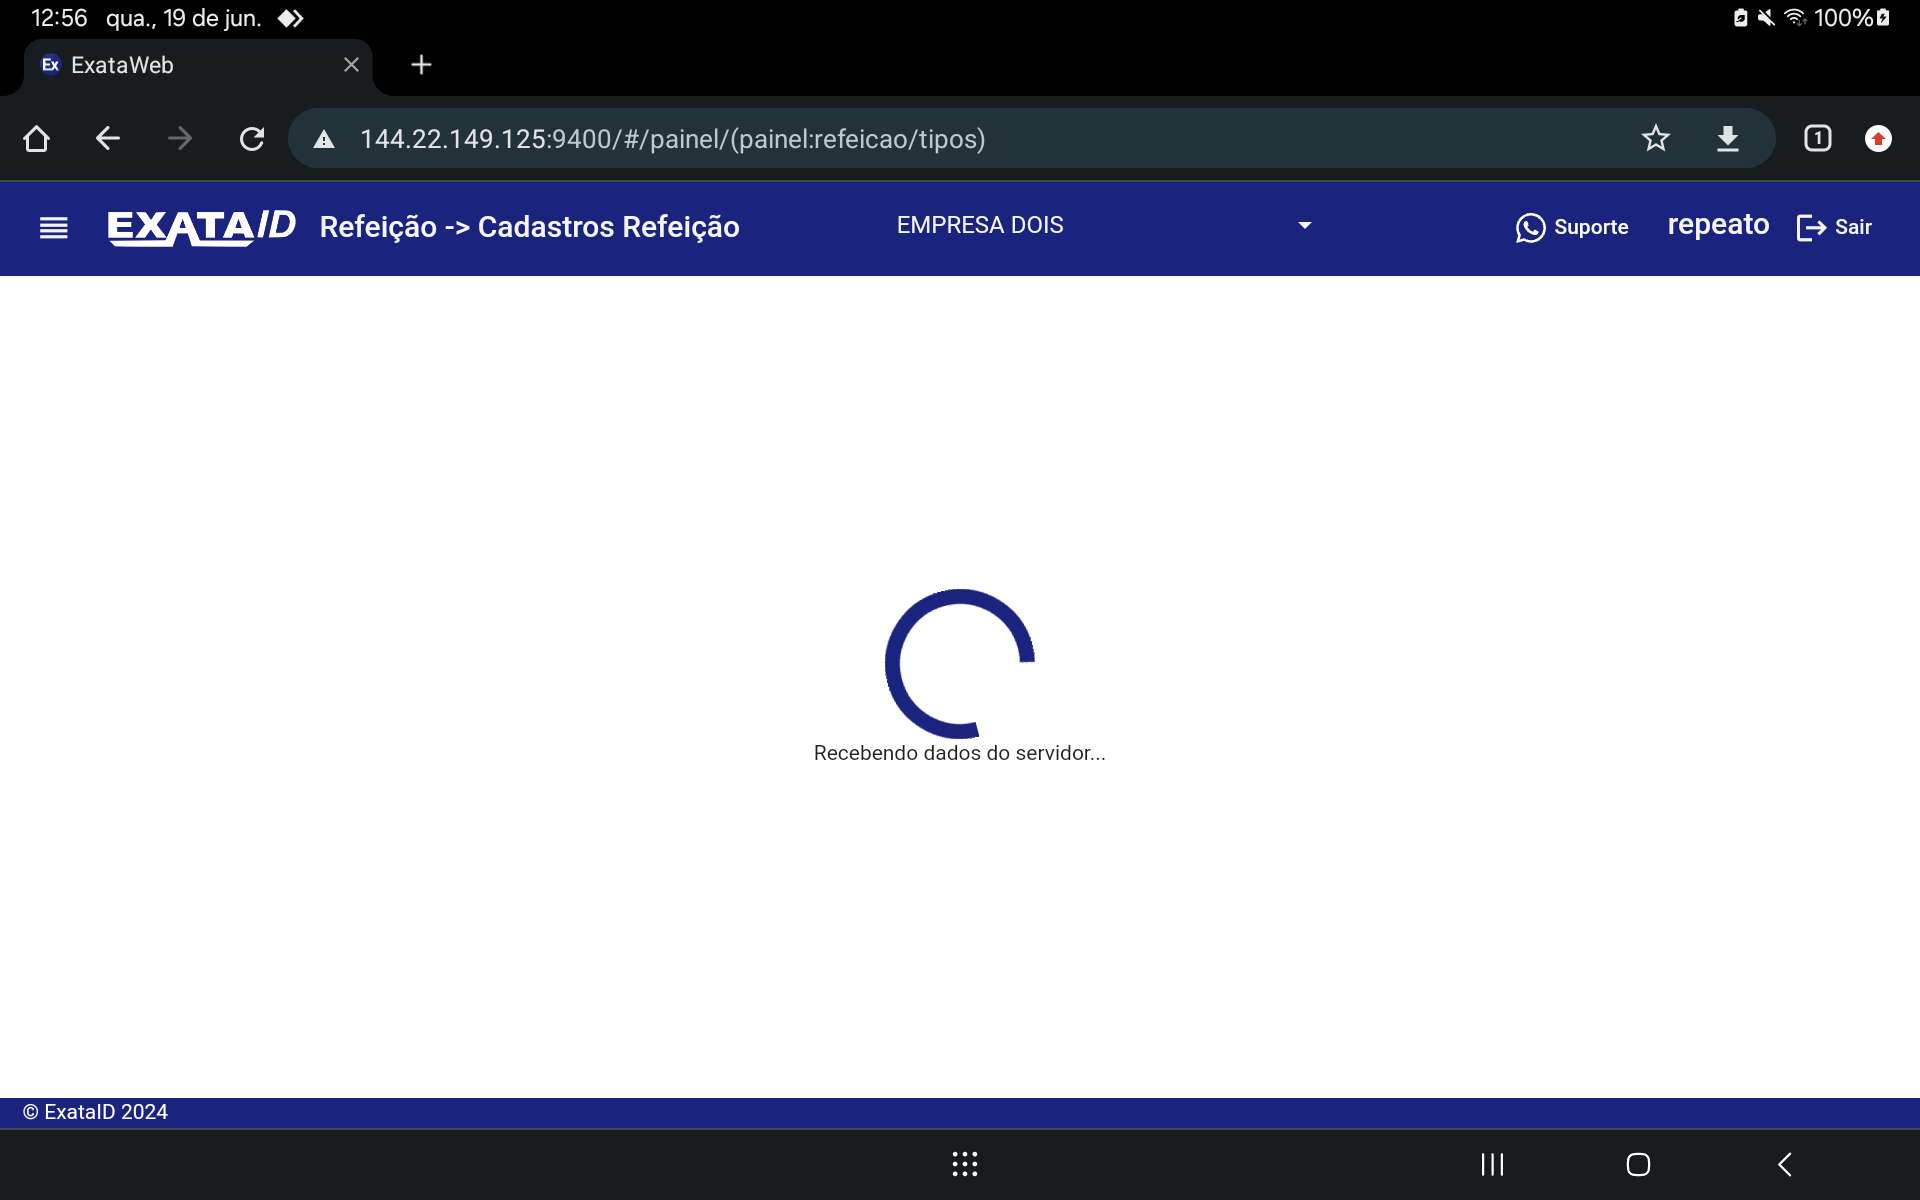 12:56 qua., 19 de jun. 100%
Ex ExataWeb
144.22.149.125:9400/#/painel/(painel:refeicao/tipos) 1
EXATAID Refeição -> Cadastros Refeição EMPRESA DOIS Suporte repeato Sair
Recebendo dados do servidor...
© ExataID 2024